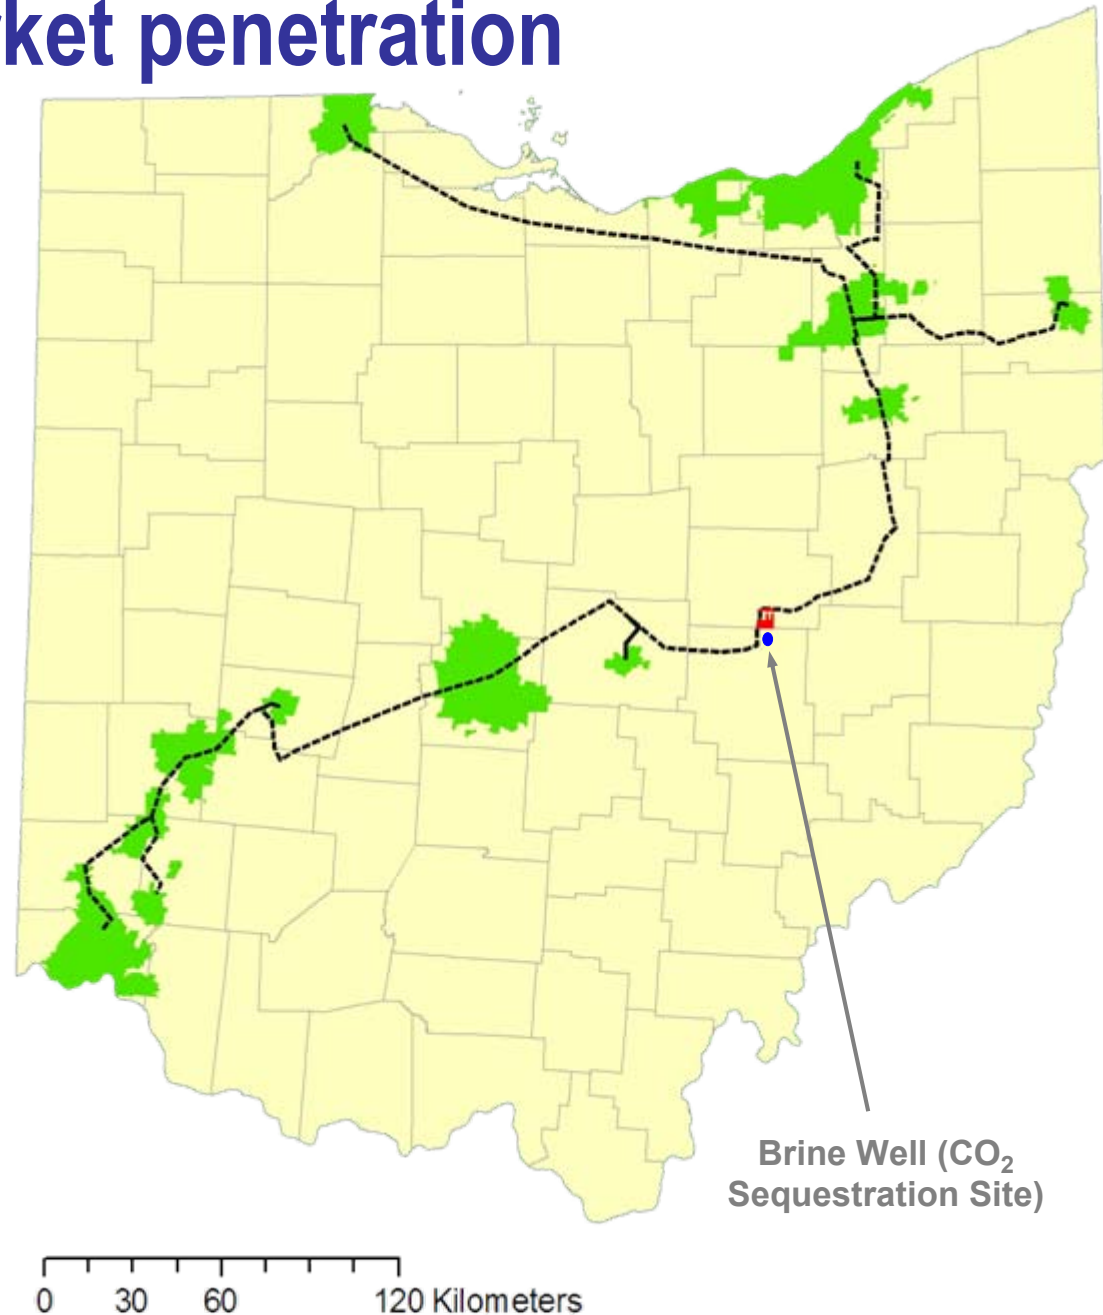 ket penetration
Brine Well (CO₂
Sequestration Site)
0 30 60 120 Kilometers